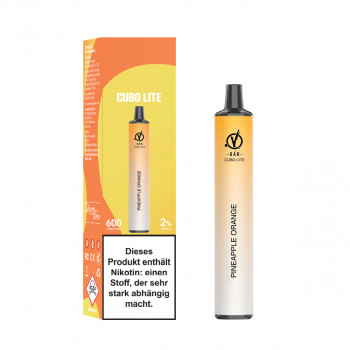 CUBO LITE
PINEAPPLE ORANGE
600
2%
Dieses
Produkt enthält
Nikotin: einen
Stoff, der sehr
stark abhängig
macht.
V
BAR
CUBO LITE
PINEAPPLE ORANGE